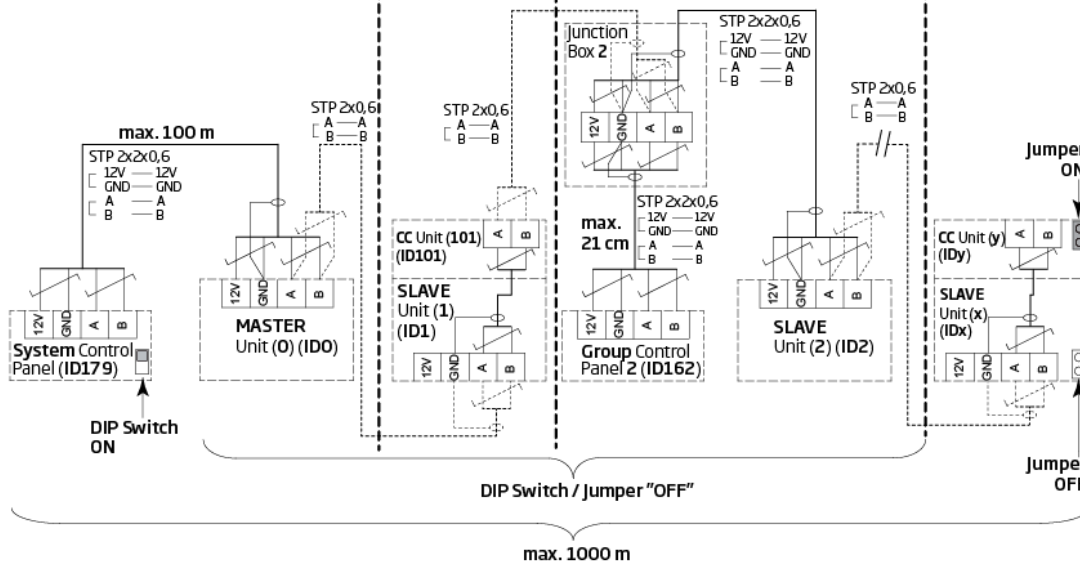 max. 100 m
STP 2x2x0,6
12V — 12V
GND — GND
A — A
B — B
12V
GND
A
B
System Control
Panel (ID179)
DIP Switch
ON
12V
GND
A
B
MASTER
Unit (0) (ID0)
STP 2x0,6
A — A
B — B
STP 2x0,6
A — A
B — B
A
B
CC Unit (101)
(ID101)
SLAVE
Unit (1)
(ID1)
12V
GND
A
B
Junction
Box 2
12V
GND
A
B
max.
21 cm
STP 2x2x0,6
12V — 12V
GND — GND
A — A
B — B
12V
GND
A
B
Group Control
Panel 2 (ID162)
STP 2x2x0,6
12V — 12V
GND — GND
A — A
B — B
12V
GND
A
B
SLAVE
Unit (2) (ID2)
STP 2x0,6
A — A
B — B
Jumper
ON
CC Unit (y)
(IDy)
A
B
SLAVE
Unit (x)
(IDx)
12V
GND
A
B
Jumpe
OFF
DIP Switch / Jumper "OFF"
max. 1000 m